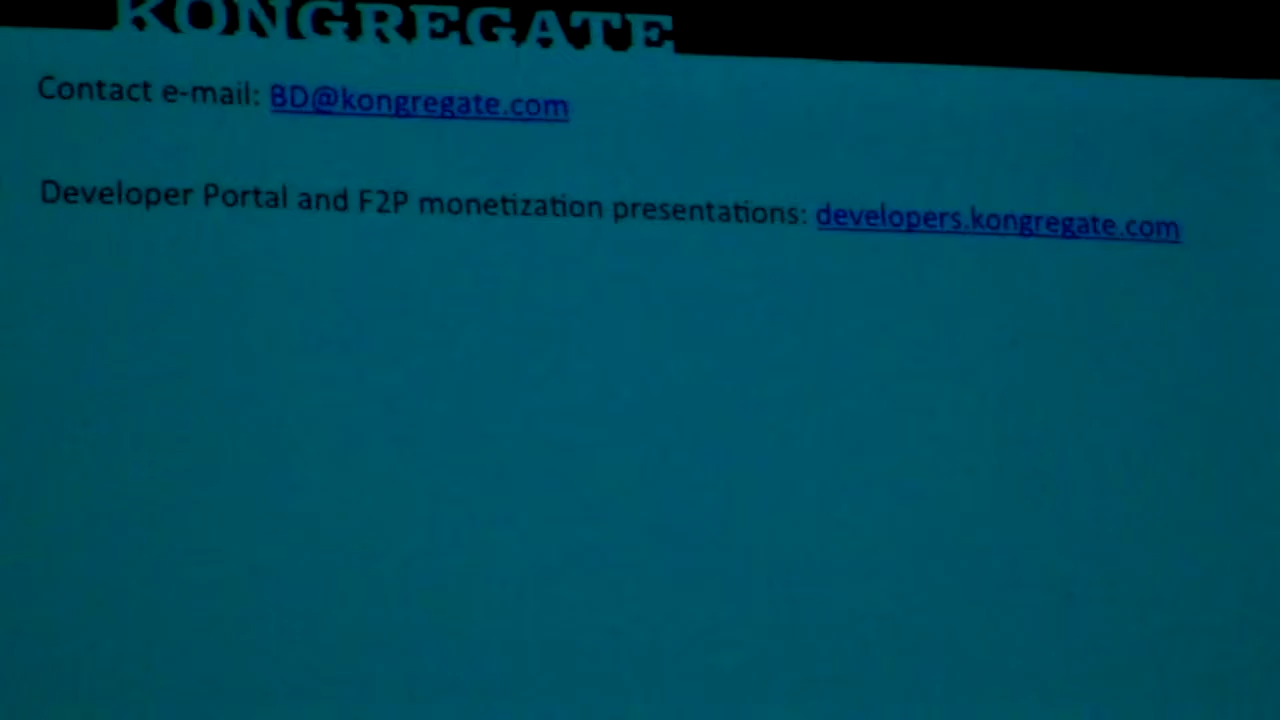 KONGREGATE
Contact e-mail: BD@kongregate.com
Developer Portal and F2P monetization presentations: developers.kongregate.com